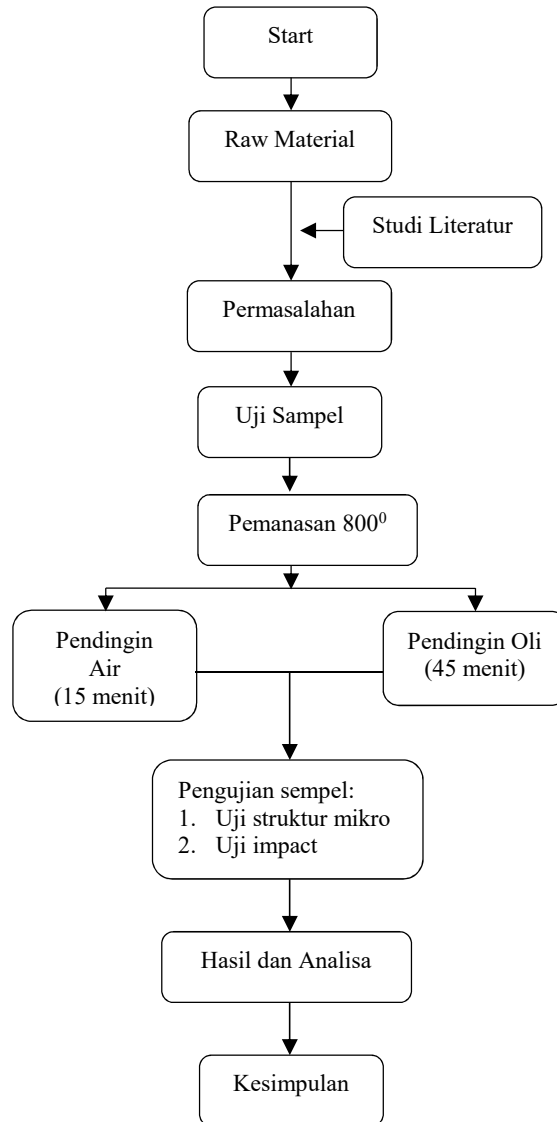 Start
Raw Material
Studi Literatur
Permasalahan
Uji Sampel
Pemanasan 800⁰
Pendingin
Air
(15 menit)
Pendingin Oli
(45 menit)
Pengujian sempel:
1. Uji struktur mikro
2. Uji impact
Hasil dan Analisa
Kesimpulan